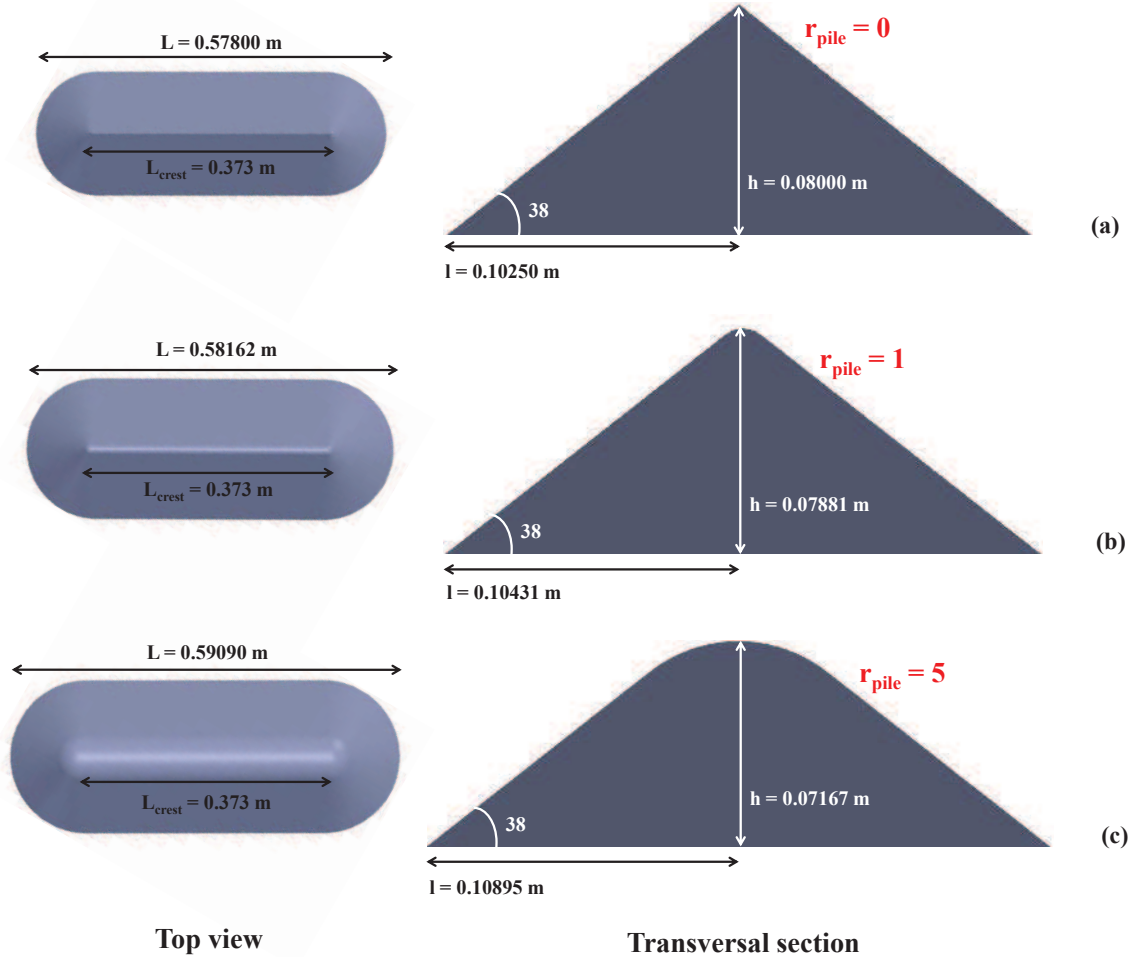 L = 0.57800 m
L_crest = 0.373 m
r_pile = 0
h = 0.08000 m
38
l = 0.10250 m
(a)
L = 0.58162 m
L_crest = 0.373 m
r_pile = 1
h = 0.07881 m
38
l = 0.10431 m
(b)
L = 0.59090 m
L_crest = 0.373 m
r_pile = 5
h = 0.07167 m
38
l = 0.10895 m
(c)
Top view
Transversal section